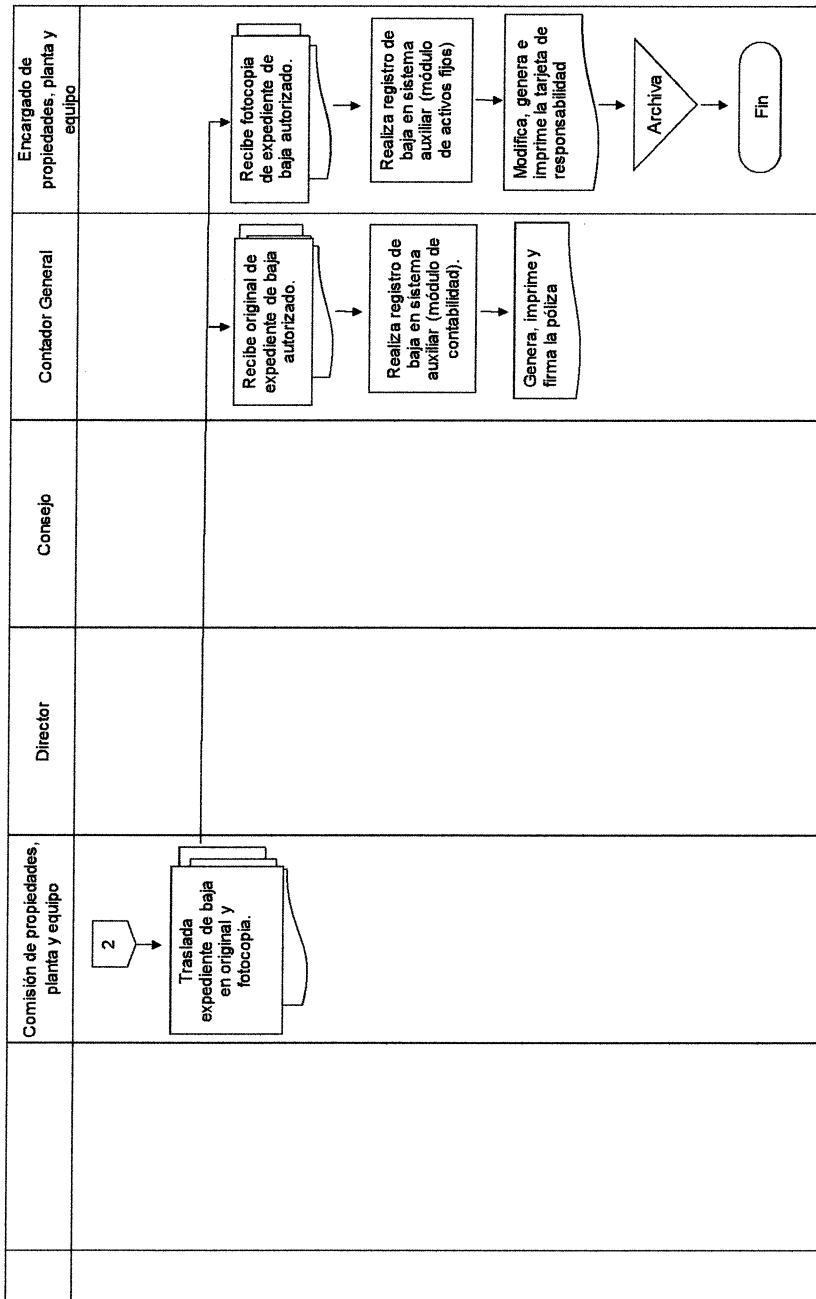 Comisión de propiedades,
planta y equipo
Director
Consejo
Contador General
Encargado de
propiedades, planta y
equipo
2
Traslada
expediente de baja
en original y
fotocopia.
Recibe original de
expediente de baja
autorizado.
Realiza registro de
baja en sistema
auxiliar (módulo de
contabilidad).
Genera, imprime y
firma la póliza
Recibe fotocopia
de expediente de
baja autorizado.
Realiza registro de
baja en sistema
auxiliar (módulo
de activos fijos)
Modifica, genera e
imprime la tarjeta de
responsabilidad
Archiva
Fin